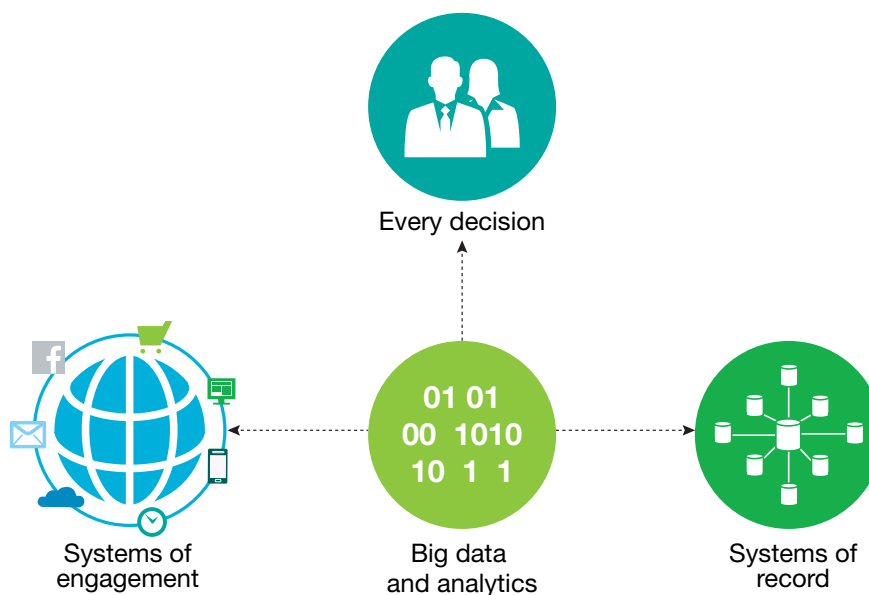 Every decision
f
01 01
00 1010
10 1 1
Systems of
engagement
Big data
and analytics
Systems of
record